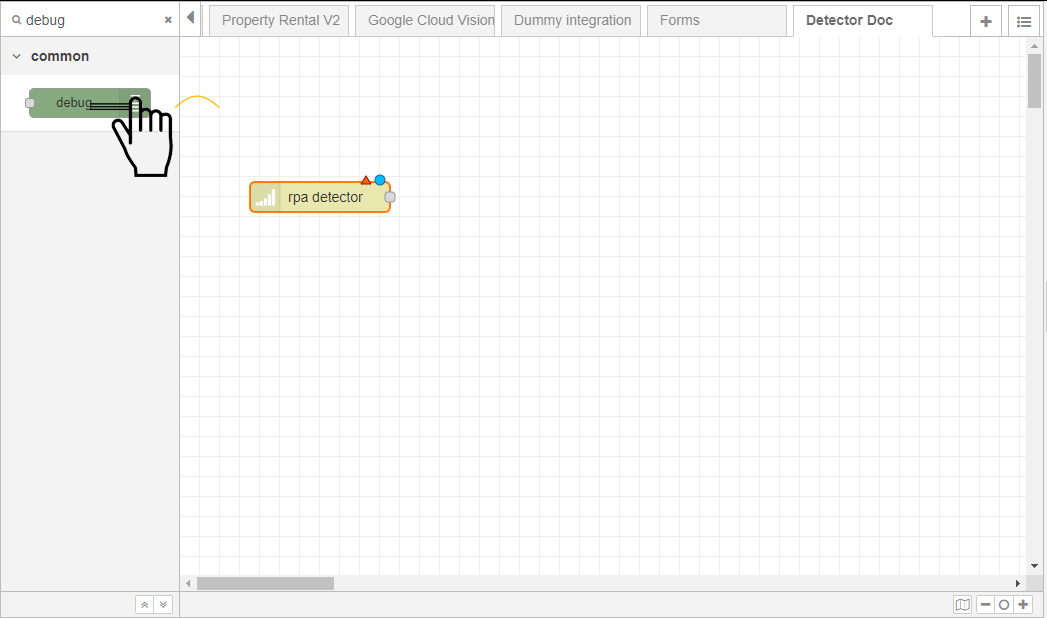 debug
Property Rental V2
Google Cloud Vision
Dummy integration
Forms
Detector Doc
common
debug
rpa detector